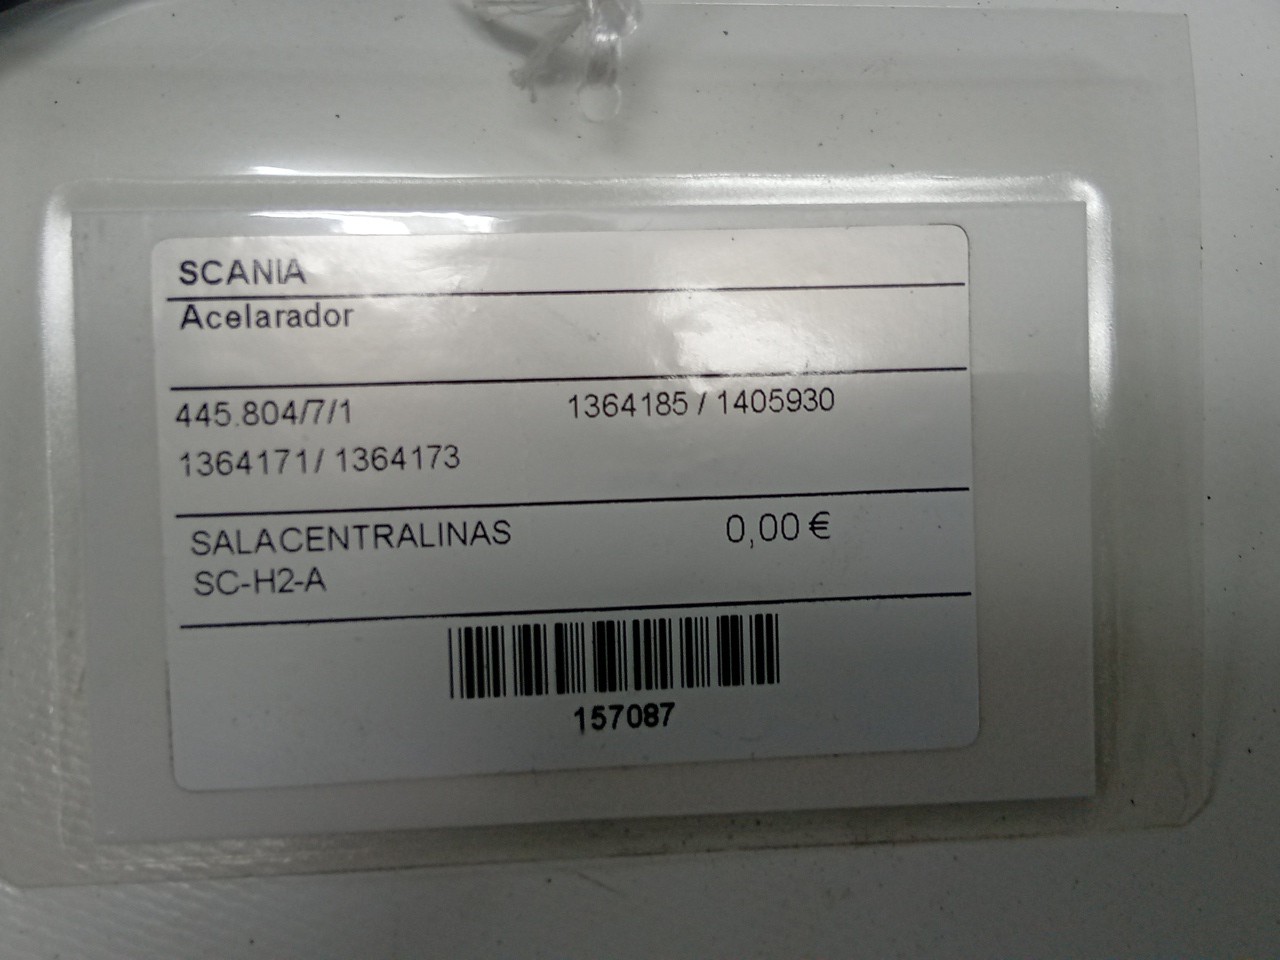 SCANIA
Acelarador
445.804/7/1 1364185 / 1405930
1364171/ 1364173
SALACENTRALINAS 0,00 €
SC-H2-A
157087